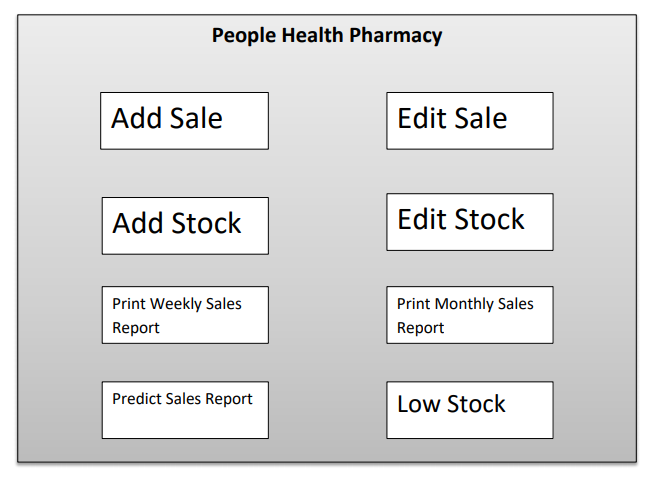 People Health Pharmacy
Add Sale
Edit Sale
Add Stock
Edit Stock
Print Weekly Sales
Report
Print Monthly Sales
Report
Predict Sales Report
Low Stock